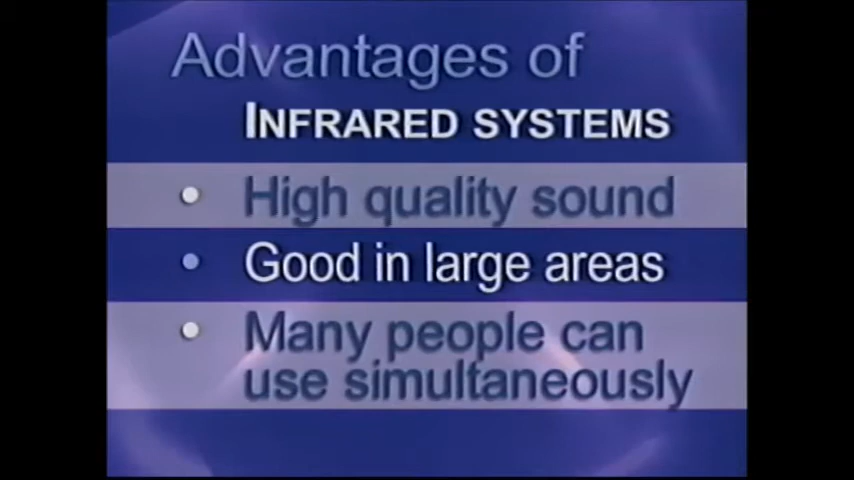 Advantages of
INFRARED SYSTEMS
• High quality sound
• Good in large areas
• Many people can
use simultaneously